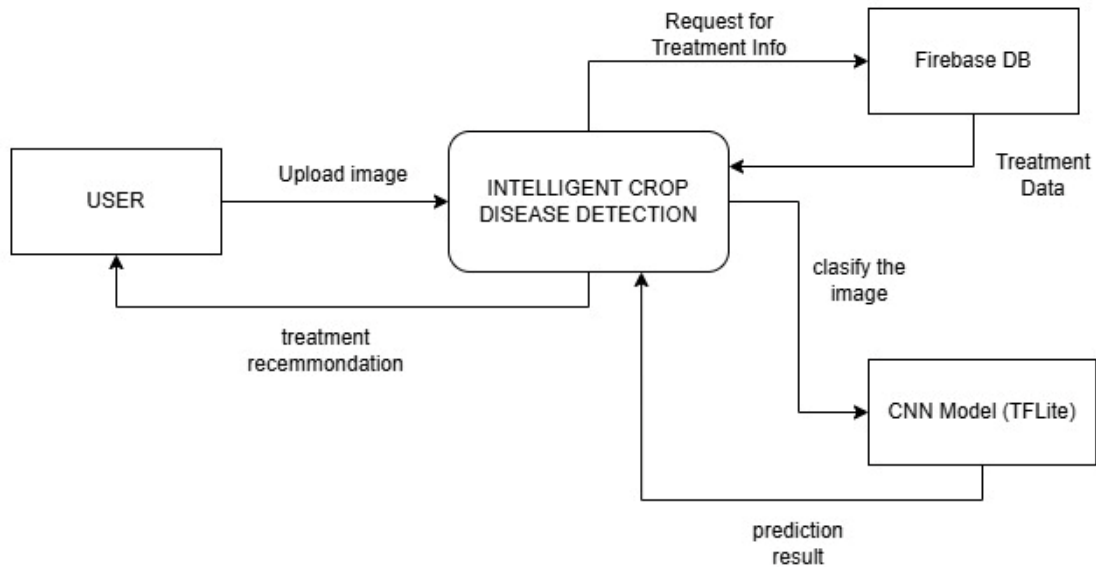 Request for
Treatment Info
Firebase DB
USER
Upload image
INTELLIGENT CROP
DISEASE DETECTION
Treatment
Data
clasify the
image
treatment
recemmondation
CNN Model (TFLite)
prediction
result